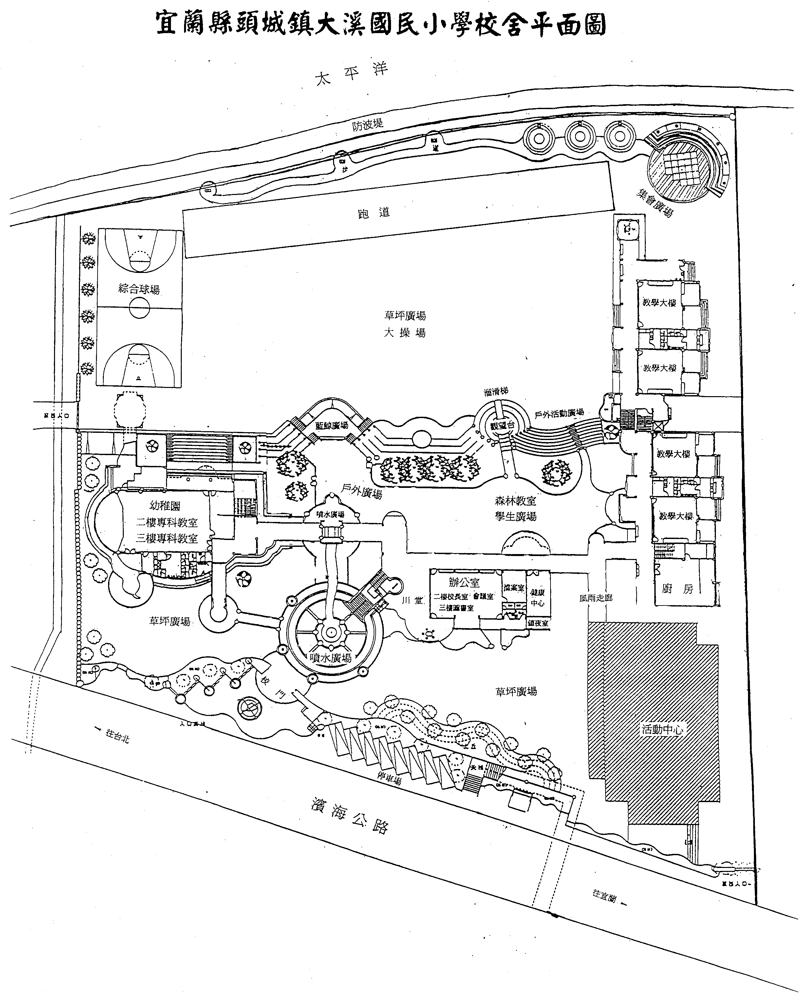 宜蘭縣頭城鎮大溪國民小學校舍平面圖
太平洋
防波堤
跑道
集會廣場
綜合球場
草坪廣場
大操場
教學大樓
教學大樓
溜滑梯
戶外活動廣場
觀望台
藍鯨廣場
教學大樓
戶外廣場
幼稚園
二樓專科教室
三樓專科教室
噴水廣場
森林教室
學生廣場
教學大樓
辦公室
二樓校長室 會議室
三樓圖書室
檔案室
健康
中心
值夜室
川堂
風雨走廊
廚房
草坪廣場
噴水廣場
校門
草坪廣場
活動中心
往台北
停車場
濱海公路
往宜蘭